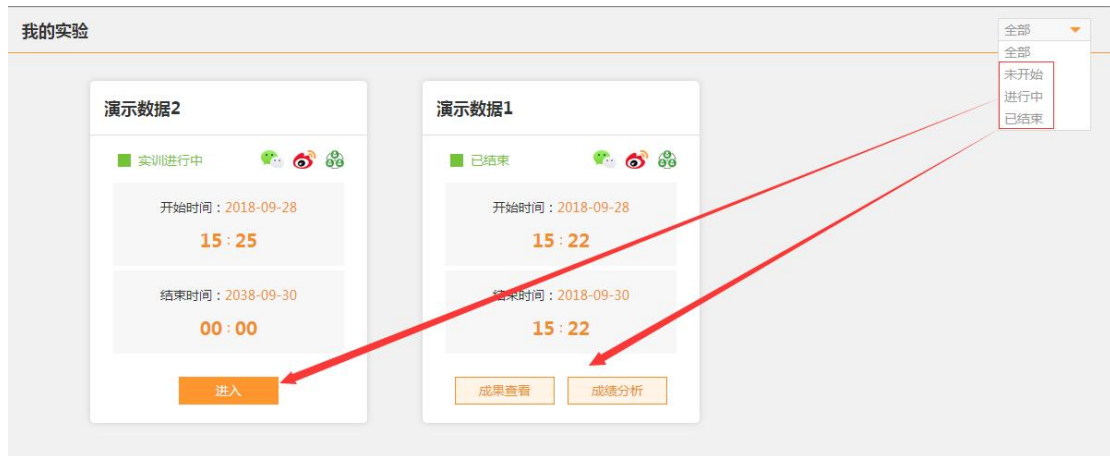 我的实验
全部
全部
未开始
进行中
已结束
演示数据2
实训进行中
开始时间：2018-09-28
15 : 25
结束时间：2038-09-30
00 : 00
进入
演示数据1
已结束
开始时间：2018-09-28
15 : 22
结束时间：2018-09-30
15 : 22
成果查看
成绩分析